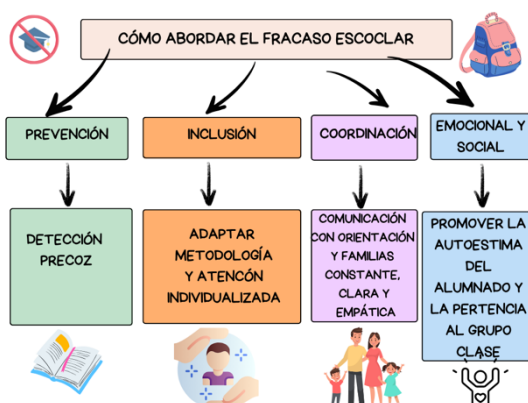 CÓMO ABORDAR EL FRACASO ESCOCLAR
PREVENCIÓN
INCLUSIÓN
COORDINACIÓN
EMOCIONAL Y
SOCIAL
DETECCIÓN
PRECOZ
ADAPTAR
METODOLOGÍA
Y ATENCÓN
INDIVIDUALIZADA
COMUNICACIÓN
CON ORIENTACIÓN
Y FAMILIAS
CONSTANTE,
CLARA Y
EMPÁTICA
PROMOVER LA
AUTOESTIMA
DEL
ALUMNADO Y
LA PERTENCIA
AL GRUPO
CLASE